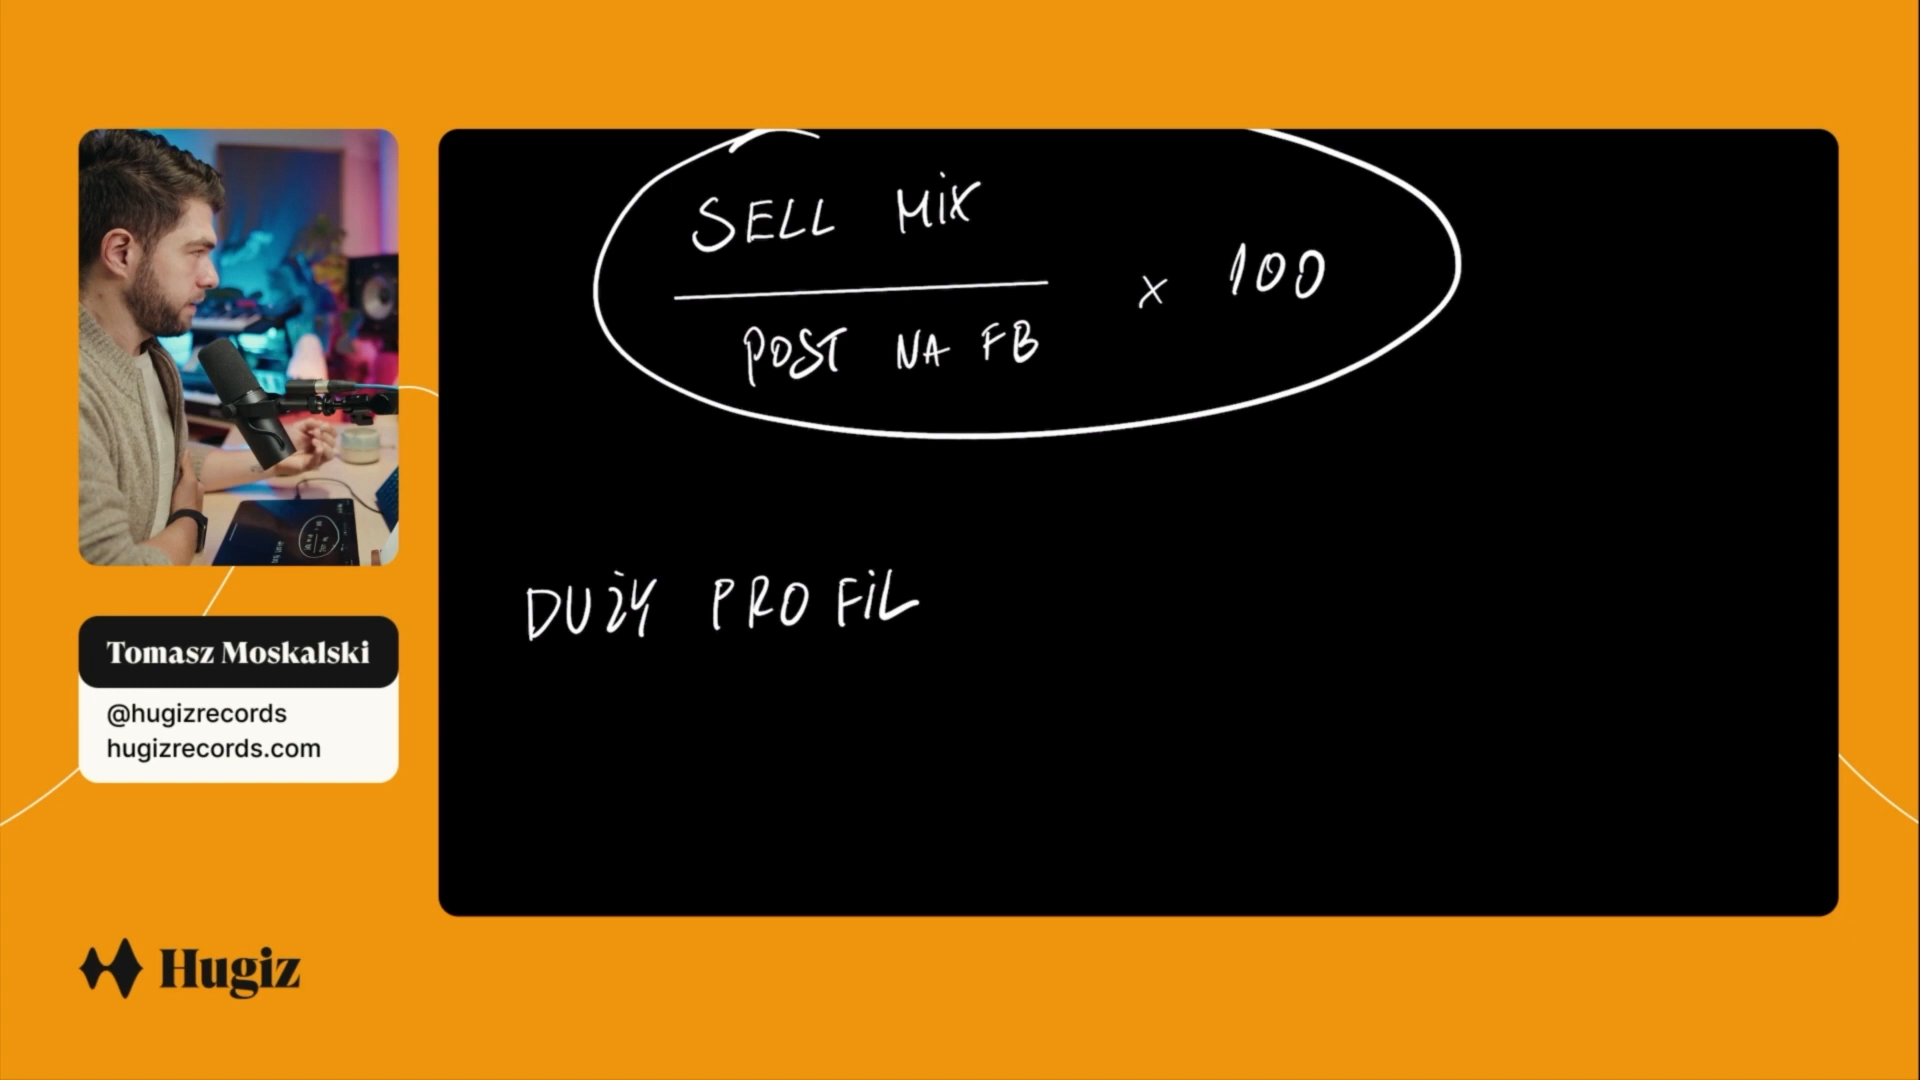 SELL MIX
x 100
POST NA FB
DUŻY PROFIL
Tomasz Moskalski
@hugizrecords
hugizrecords.com
Hugiz